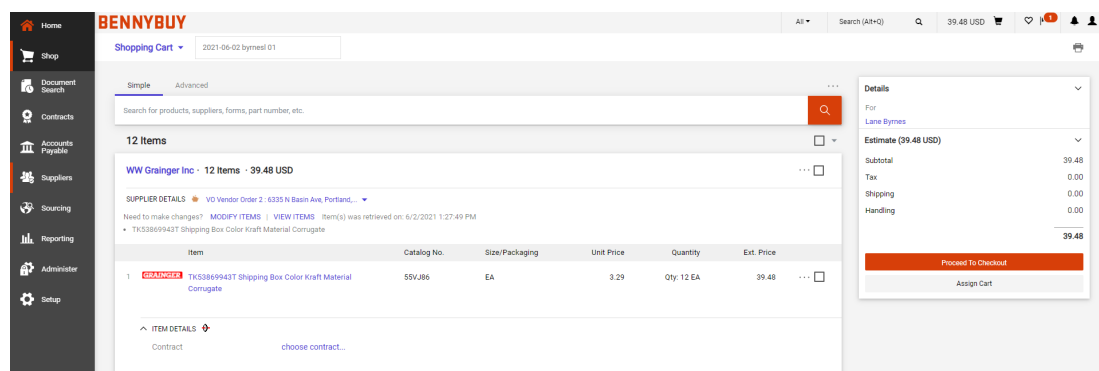 Home
BENNYBUY
All
Search (Alt+Q)
39.48 USD
1
Shop
Shopping Cart
2021-06-02 byrnesl 01
Document
Search
Contracts
Accounts
Payable
Suppliers
Sourcing
Reporting
Administer
Setup
Simple Advanced
...
Search for products, suppliers, forms, part number, etc.
12 Items
WW Grainger Inc · 12 Items · 39.48 USD
...
SUPPLIER DETAILS VO Vendor Order 2 : 6335 N Basin Ave, Portland,...
Need to make changes? MODIFY ITEMS | VIEW ITEMS Item(s) was retrieved on: 6/2/2021 1:27:49 PM
• TK53869943T Shipping Box Color Kraft Material Corrugate
Item Catalog No. Size/Packaging Unit Price Quantity Ext. Price
1 GRAINGER TK53869943T Shipping Box Color Kraft Material 55VJ86 EA 3.29 Qty: 12 EA 39.48 ...
Corrugate
ITEM DETAILS
Contract choose contract...
Details
For
Lane Byrnes
Estimate (39.48 USD)
Subtotal 39.48
Tax 0.00
Shipping 0.00
Handling 0.00
39.48
Proceed To Checkout
Assign Cart